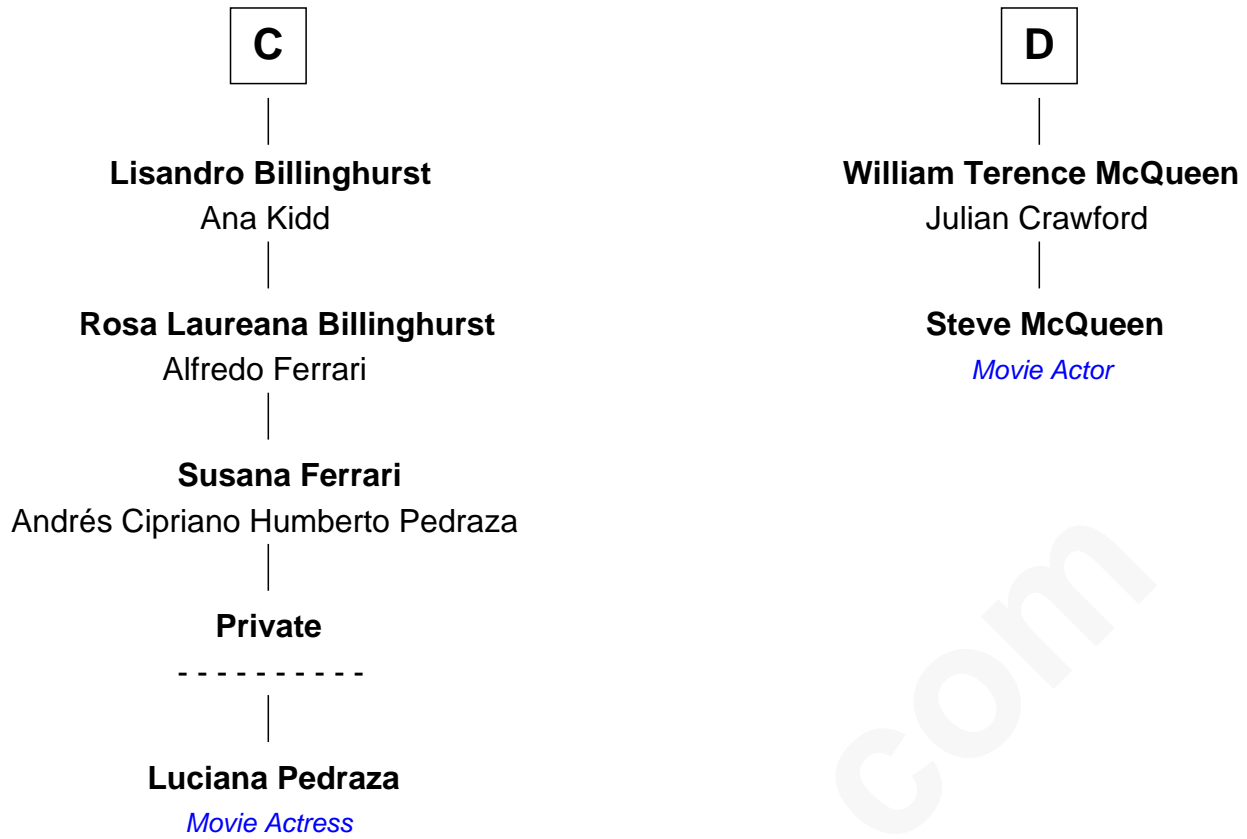 C
Lisandro Billinghurst
Ana Kidd
Rosa Laureana Billinghurst
Alfredo Ferrari
Susana Ferrari
Andrés Cipriano Humberto Pedraza
Private
- - - - - - - - - -
Luciana Pedraza
Movie Actress
D
William Terence McQueen
Julian Crawford
Steve McQueen
Movie Actor
com